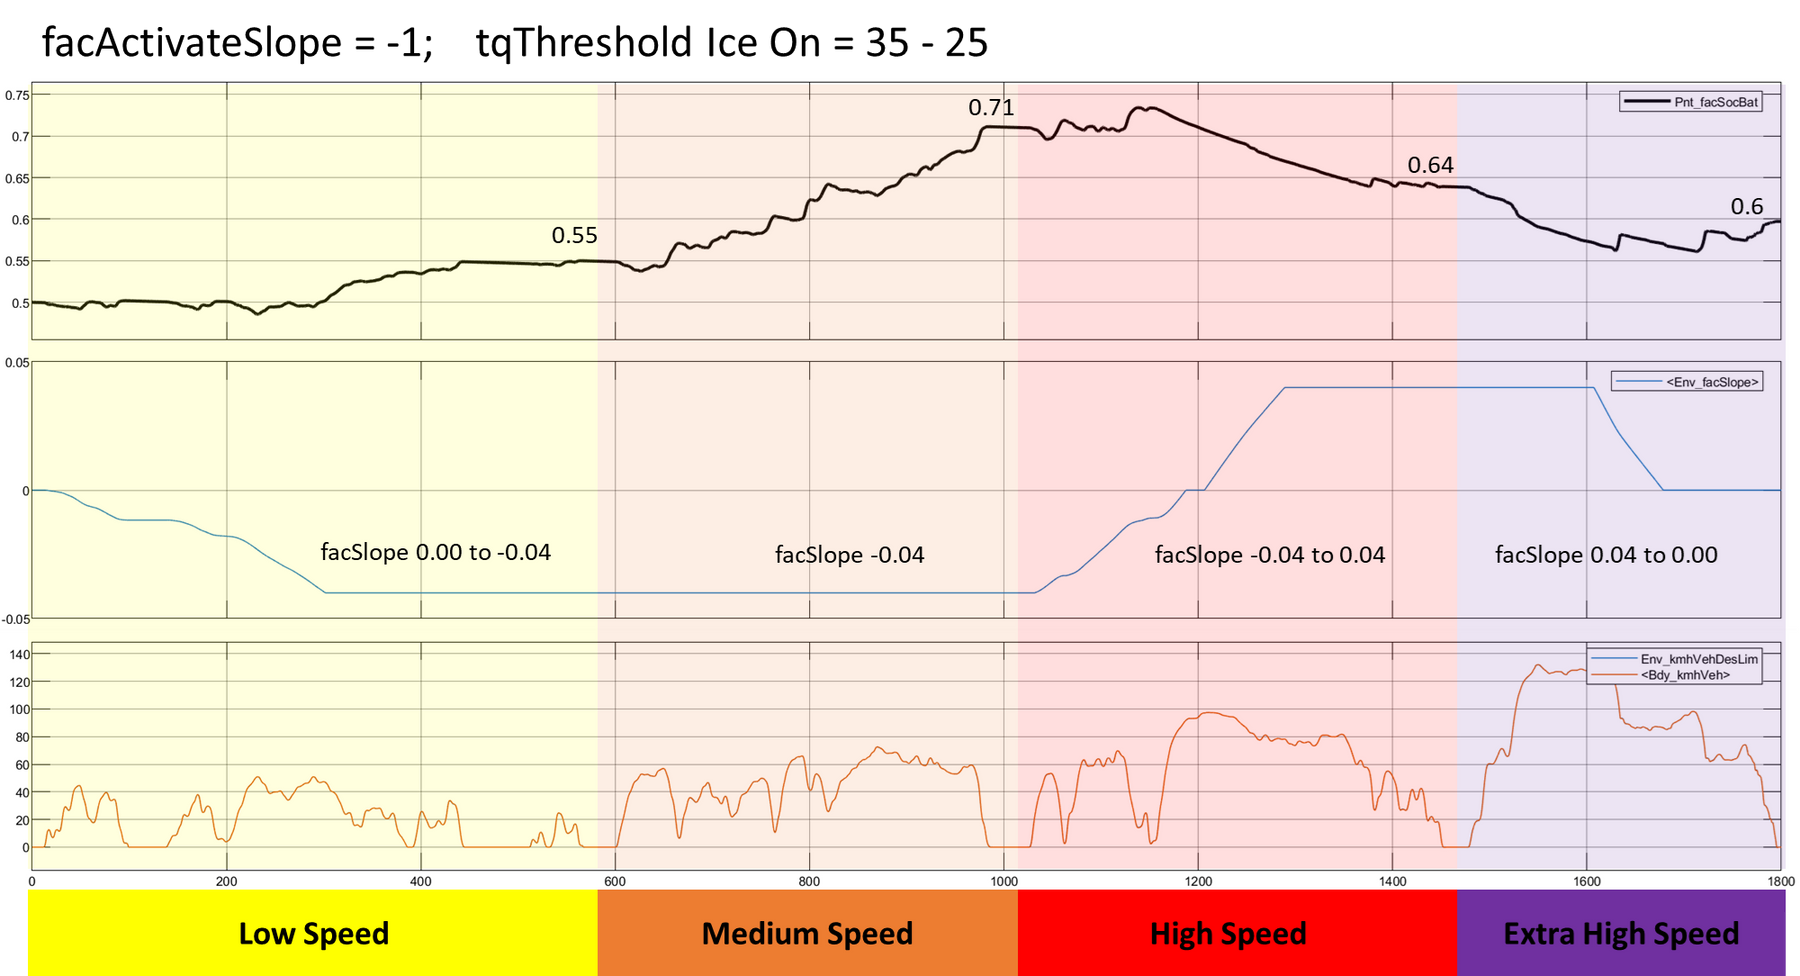 facActivateSlope = -1;    tqThreshold Ice On = 35 - 25
0.75
0.7
0.65
0.6
0.55
0.5
0.55
0.71
0.64
0.6
Pnt_facSocBat
0.05
0
-0.05
<Env_facSlope>
facSlope 0.00 to -0.04
facSlope -0.04
facSlope -0.04 to 0.04
facSlope 0.04 to 0.00
140
120
100
80
60
40
20
0
Env_kmhVehDesLim
<Bdy_kmhVeh>
0 200 400 600 800 1000 1200 1400 1600 1800
Low Speed
Medium Speed
High Speed
Extra High Speed